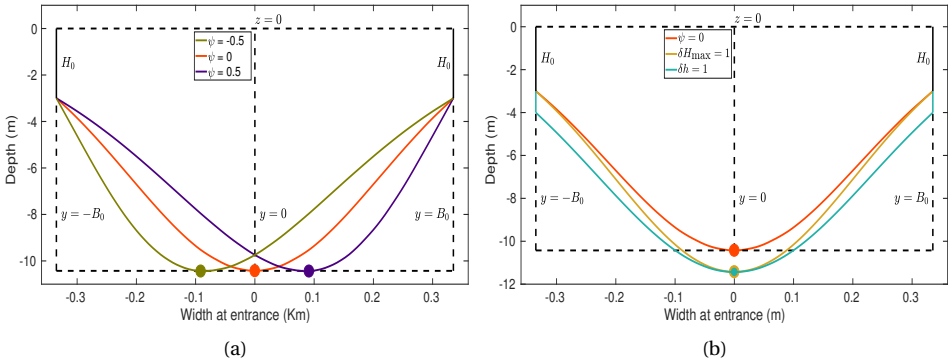 z = 0
0
-2
-4
-6
-8
-10
Depth (m)
H0
H0
ψ = -0.5
ψ = 0
ψ = 0.5
y = −B0
y = 0
y = B0
-0.3
-0.2
-0.1
0
0.1
0.2
0.3
Width at entrance (Km)
(a)
z = 0
0
-2
-4
-6
-8
-10
-12
Depth (m)
H0
H0
ψ = 0
δHmax = 1
δh = 1
y = −B0
y = 0
y = B0
-0.3
-0.2
-0.1
0
0.1
0.2
0.3
Width at entrance (m)
(b)